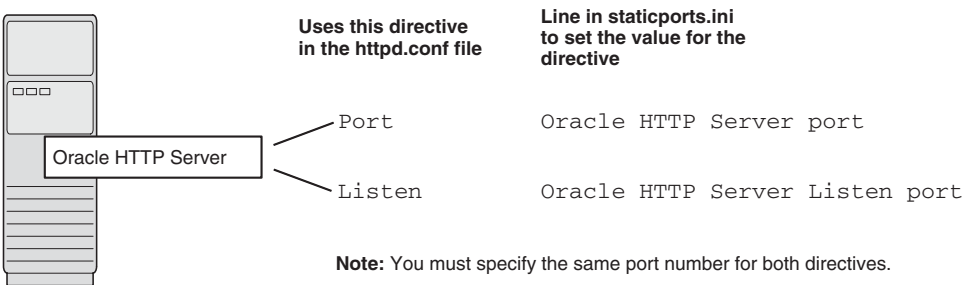 Uses this directive
in the httpd.conf file
Line in staticports.ini
to set the value for the
directive
Oracle HTTP Server
Port
Oracle HTTP Server port
Listen
Oracle HTTP Server Listen port
Note: You must specify the same port number for both directives.